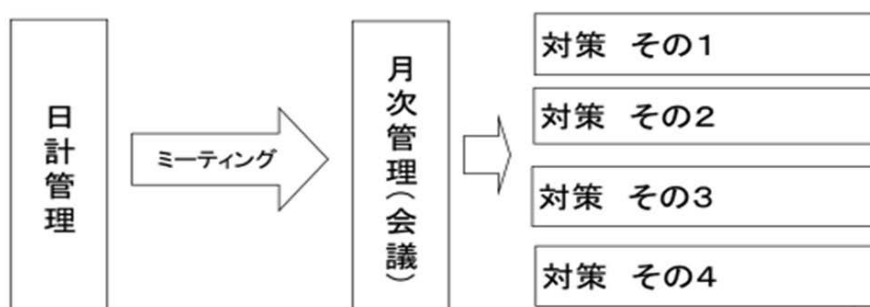 日計管理
ミーティング
月次管理(会議)
対策 その1
対策 その2
対策 その3
対策 その4